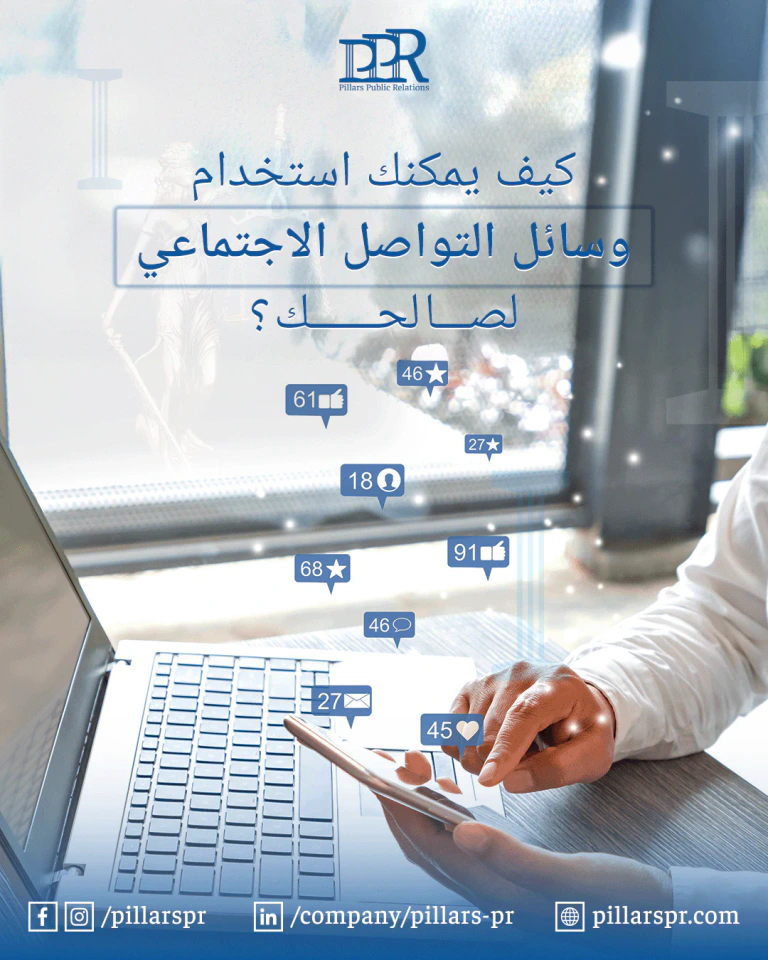 PPR
Pillars Public Relations
كيف يمكنك استخدام
وسائل التواصل الاجتماعي
لصـالحـــك؟
46
61
27
18
91
68
46
27
45
/pillarspr
/company/pillars-pr
pillarspr.com